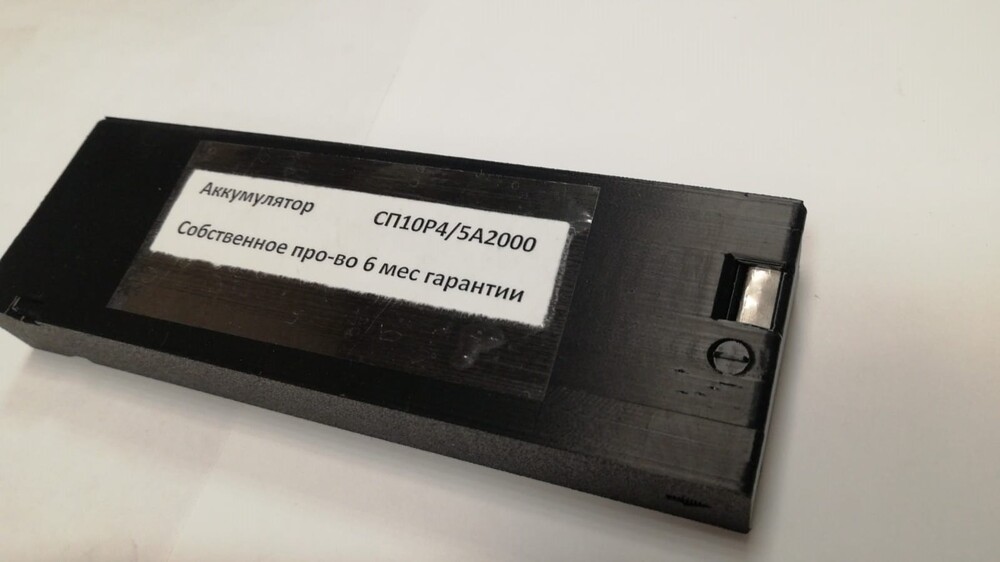 Аккумулятор СП10Р4/5А2000
Собственное про-во 6 мес гарантии